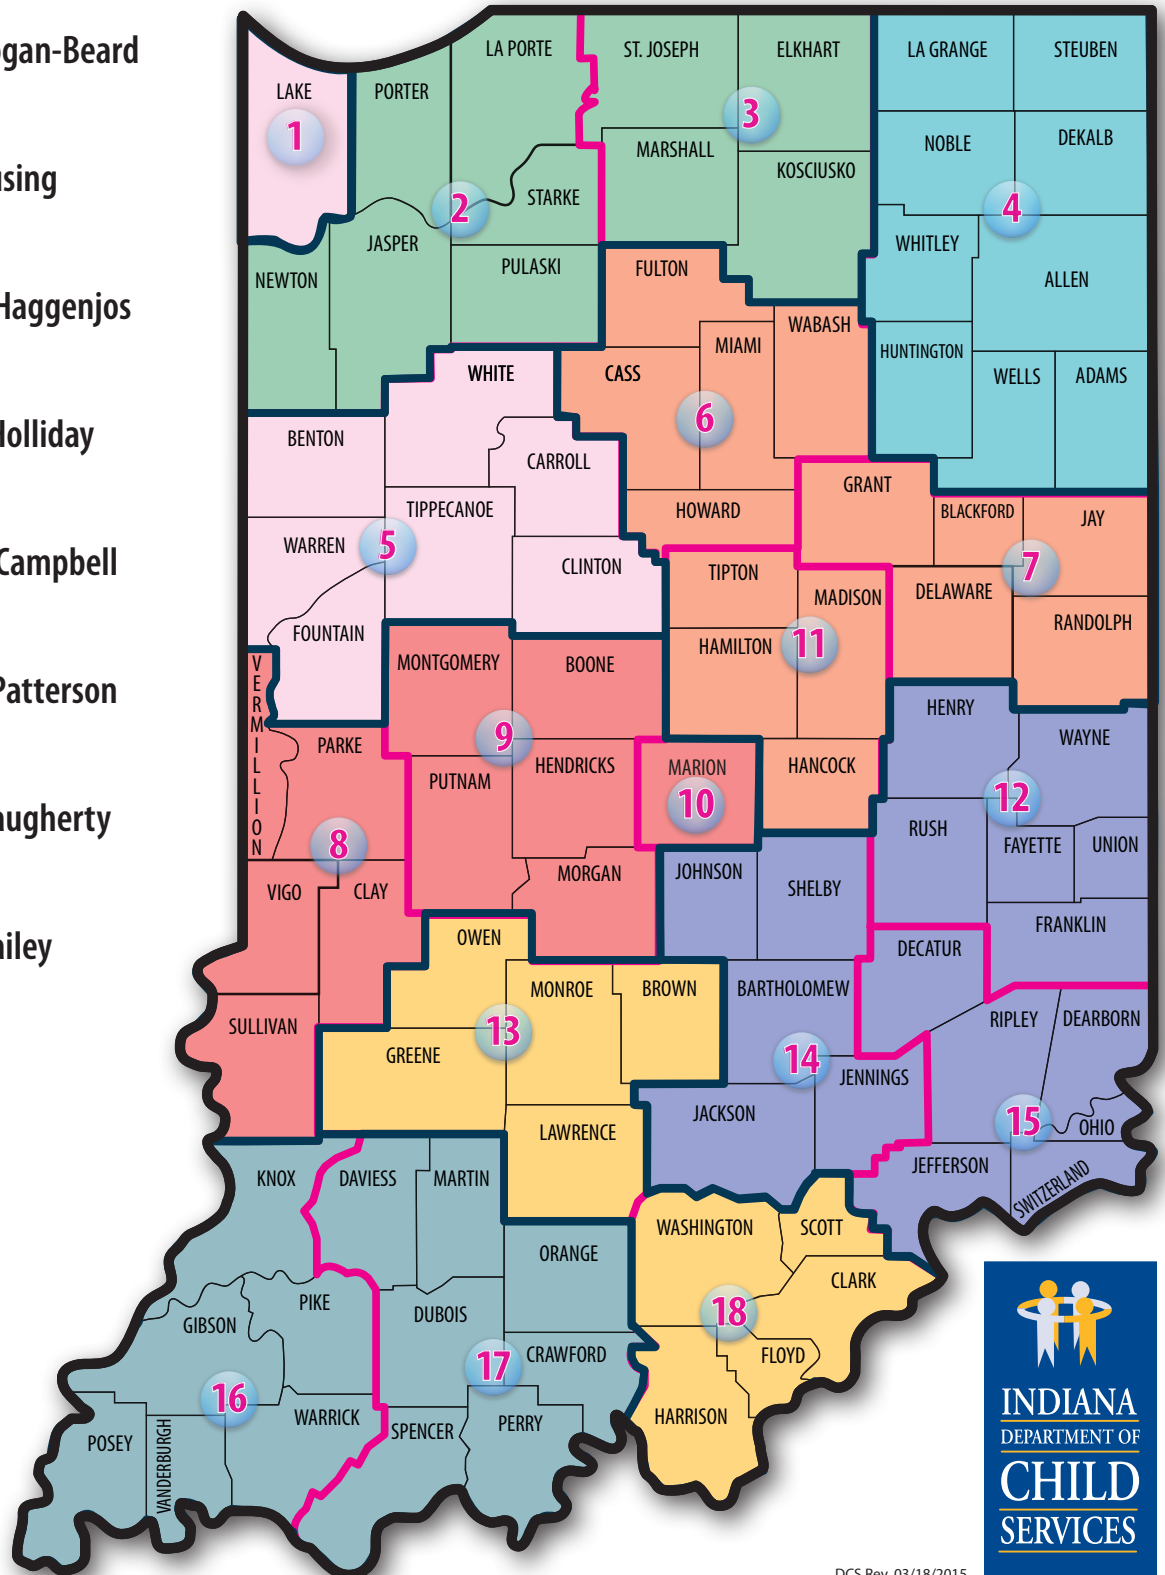 ogan-Beard
using
Haggenjos
Holliday
Campbell
Patterson
augherty
ailey
LA PORTE
ST. JOSEPH
ELKHART
LA GRANGE
STEUBEN
LAKE
PORTER
1
3
MARSHALL
NOBLE
DEKALB
KOSCIUSKO
STARKE
2
4
JASPER
WHITLEY
NEWTON
PULASKI
FULTON
ALLEN
WABASH
MIAMI
HUNTINGTON
WHITE
CASS
WELLS
ADAMS
6
BENTON
CARROLL
GRANT
TIPPECANOE
HOWARD
BLACKFORD
JAY
WARREN
5
CLINTON
TIPTON
7
MADISON
DELAWARE
FOUNTAIN
RANDOLPH
HAMILTON
11
VERMILLION
MONTGOMERY
BOONE
HENRY
PARKE
9
WAYNE
PUTNAM
HENDRICKS
MARION
HANCOCK
10
12
RUSH
8
FAYETTE
UNION
VIGO
CLAY
MORGAN
JOHNSON
SHELBY
FRANKLIN
OWEN
DECATUR
MONROE
BROWN
BARTHOLOMEW
SULLIVAN
13
RIPLEY
DEARBORN
GREENE
14
JENNINGS
JACKSON
15
OHIO
LAWRENCE
JEFFERSON
KNOX
DAVIESS
MARTIN
SWITZERLAND
WASHINGTON
SCOTT
ORANGE
CLARK
PIKE
DUBOIS
18
GIBSON
CRAWFORD
FLOYD
17
16
WARRICK
SPENCER
PERRY
HARRISON
POSEY
VANDERBURGH
INDIANA
DEPARTMENT OF
CHILD
SERVICES
DCS Rev. 03/18/2015